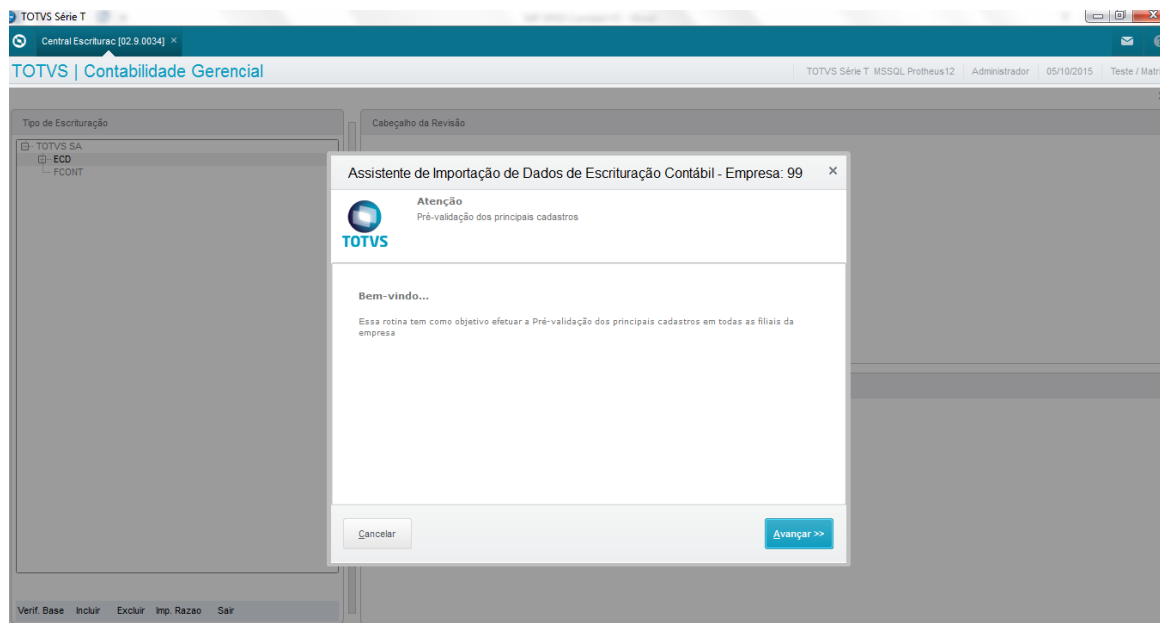 TOTVS Série T
Central Escriturac [02.9.0034] ×
TOTVS | Contabilidade Gerencial
TOTVS Série T MSSQL Protheus12 Administrador 05/10/2015 Teste / Matri
Tipo de Escrituração
Cabeçalho da Revisão
TOTVS SA
ECD
FCONT
Assistente de Importação de Dados de Escrituração Contábil - Empresa: 99 ×
Atenção
Pré-validação dos principais cadastros
TOTVS
Bem-vindo...
Essa rotina tem como objetivo efetuar a Pré-validação dos principais cadastros em todas as filiais da
empresa
Cancelar
Avançar >>
Verif. Base Incluir Excluir Imp. Razao Sair